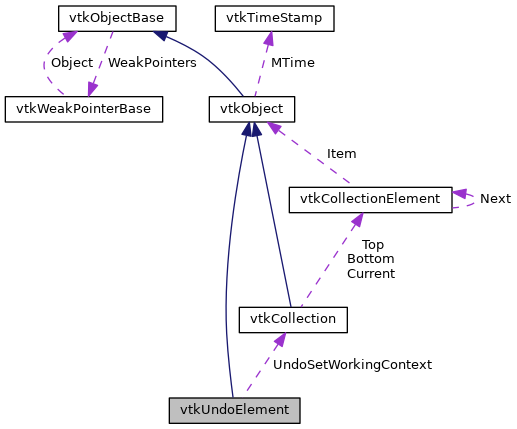 vtkObjectBase
vtkTimeStamp
Object
WeakPointers
MTime
vtkWeakPointerBase
vtkObject
Item
vtkCollectionElement
Next
Top
Bottom
Current
vtkCollection
UndoSetWorkingContext
vtkUndoElement